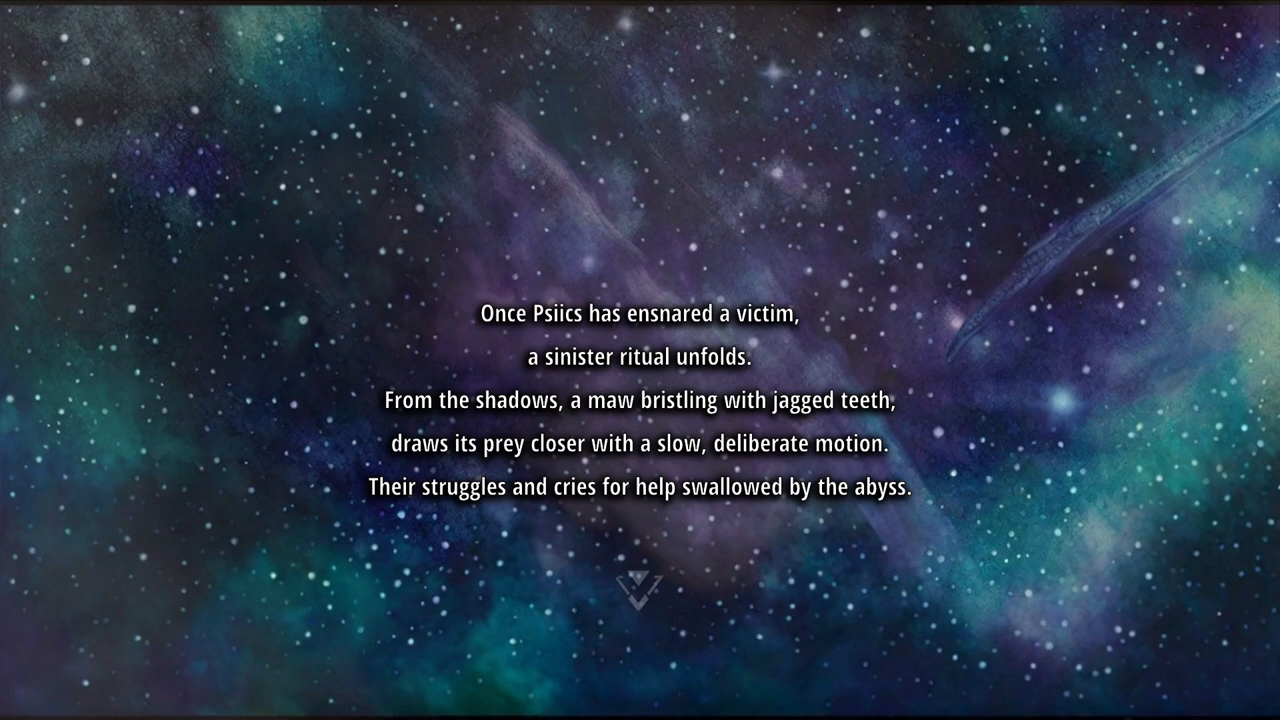 Once Psiics has ensnared a victim,
a sinister ritual unfolds.
From the shadows, a maw bristling with jagged teeth,
draws its prey closer with a slow, deliberate motion.
Their struggles and cries for help swallowed by the abyss.